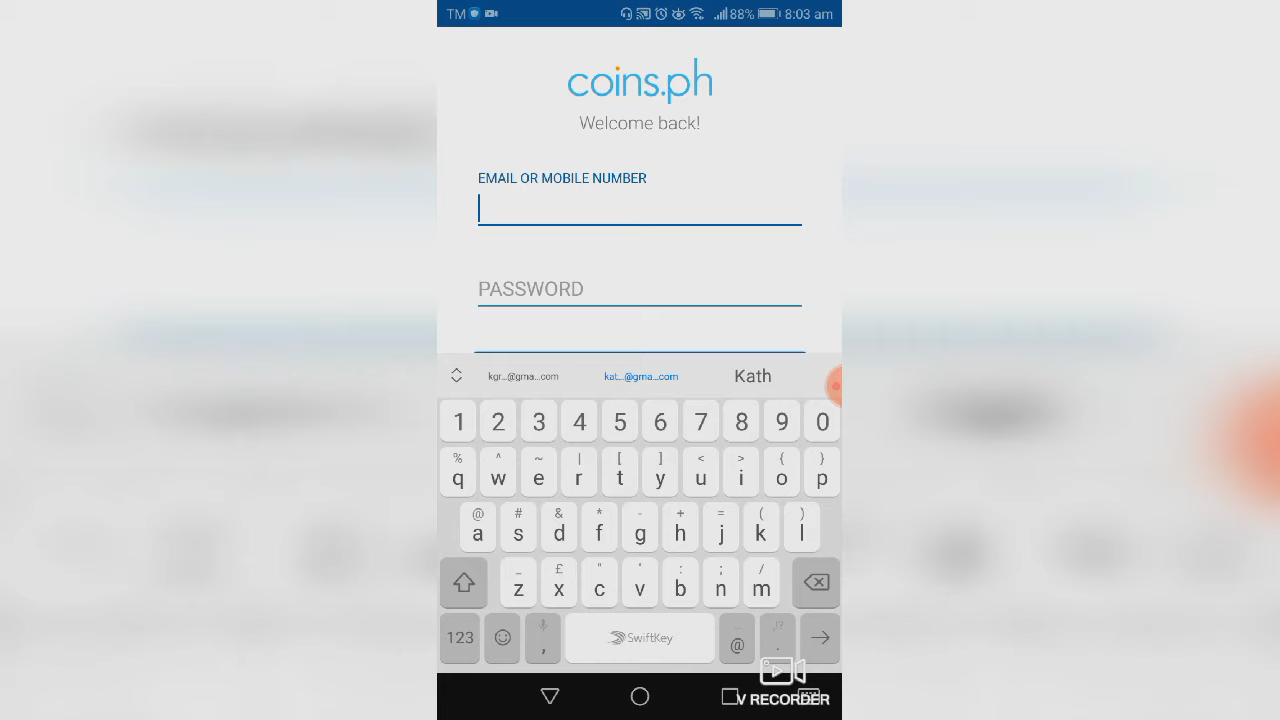 TM 88% 8:03 am
coins.ph
Welcome back!
EMAIL OR MOBILE NUMBER
PASSWORD
kgr...@gma...com kat...@gma...com Kath
1 2 3 4 5 6 7 8 9 0
% ^ ~ | [ ] < > { }
q w e r t y u i o p
@ # & * - + = ( )
a s d f g h j k l
_ £ " ' : ; /
z x c v b n m
123 , SwiftKey @ ,!? .
V RECORDER